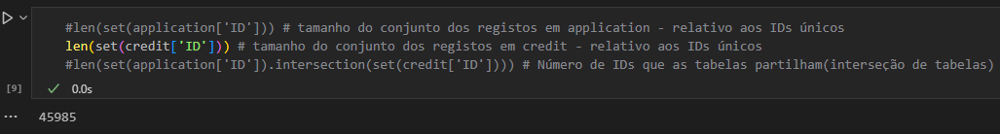 #len(set(application['ID'])) # tamanho do conjunto dos registos em application - relativo aos IDs únicos
len(set(credit['ID'])) # tamanho do conjunto dos registos em credit - relativo aos IDs únicos
#len(set(application['ID']).intersection(set(credit['ID']))) # Número de IDs que as tabelas partilham(interseção de tabelas)
[9] 0.0s
45985